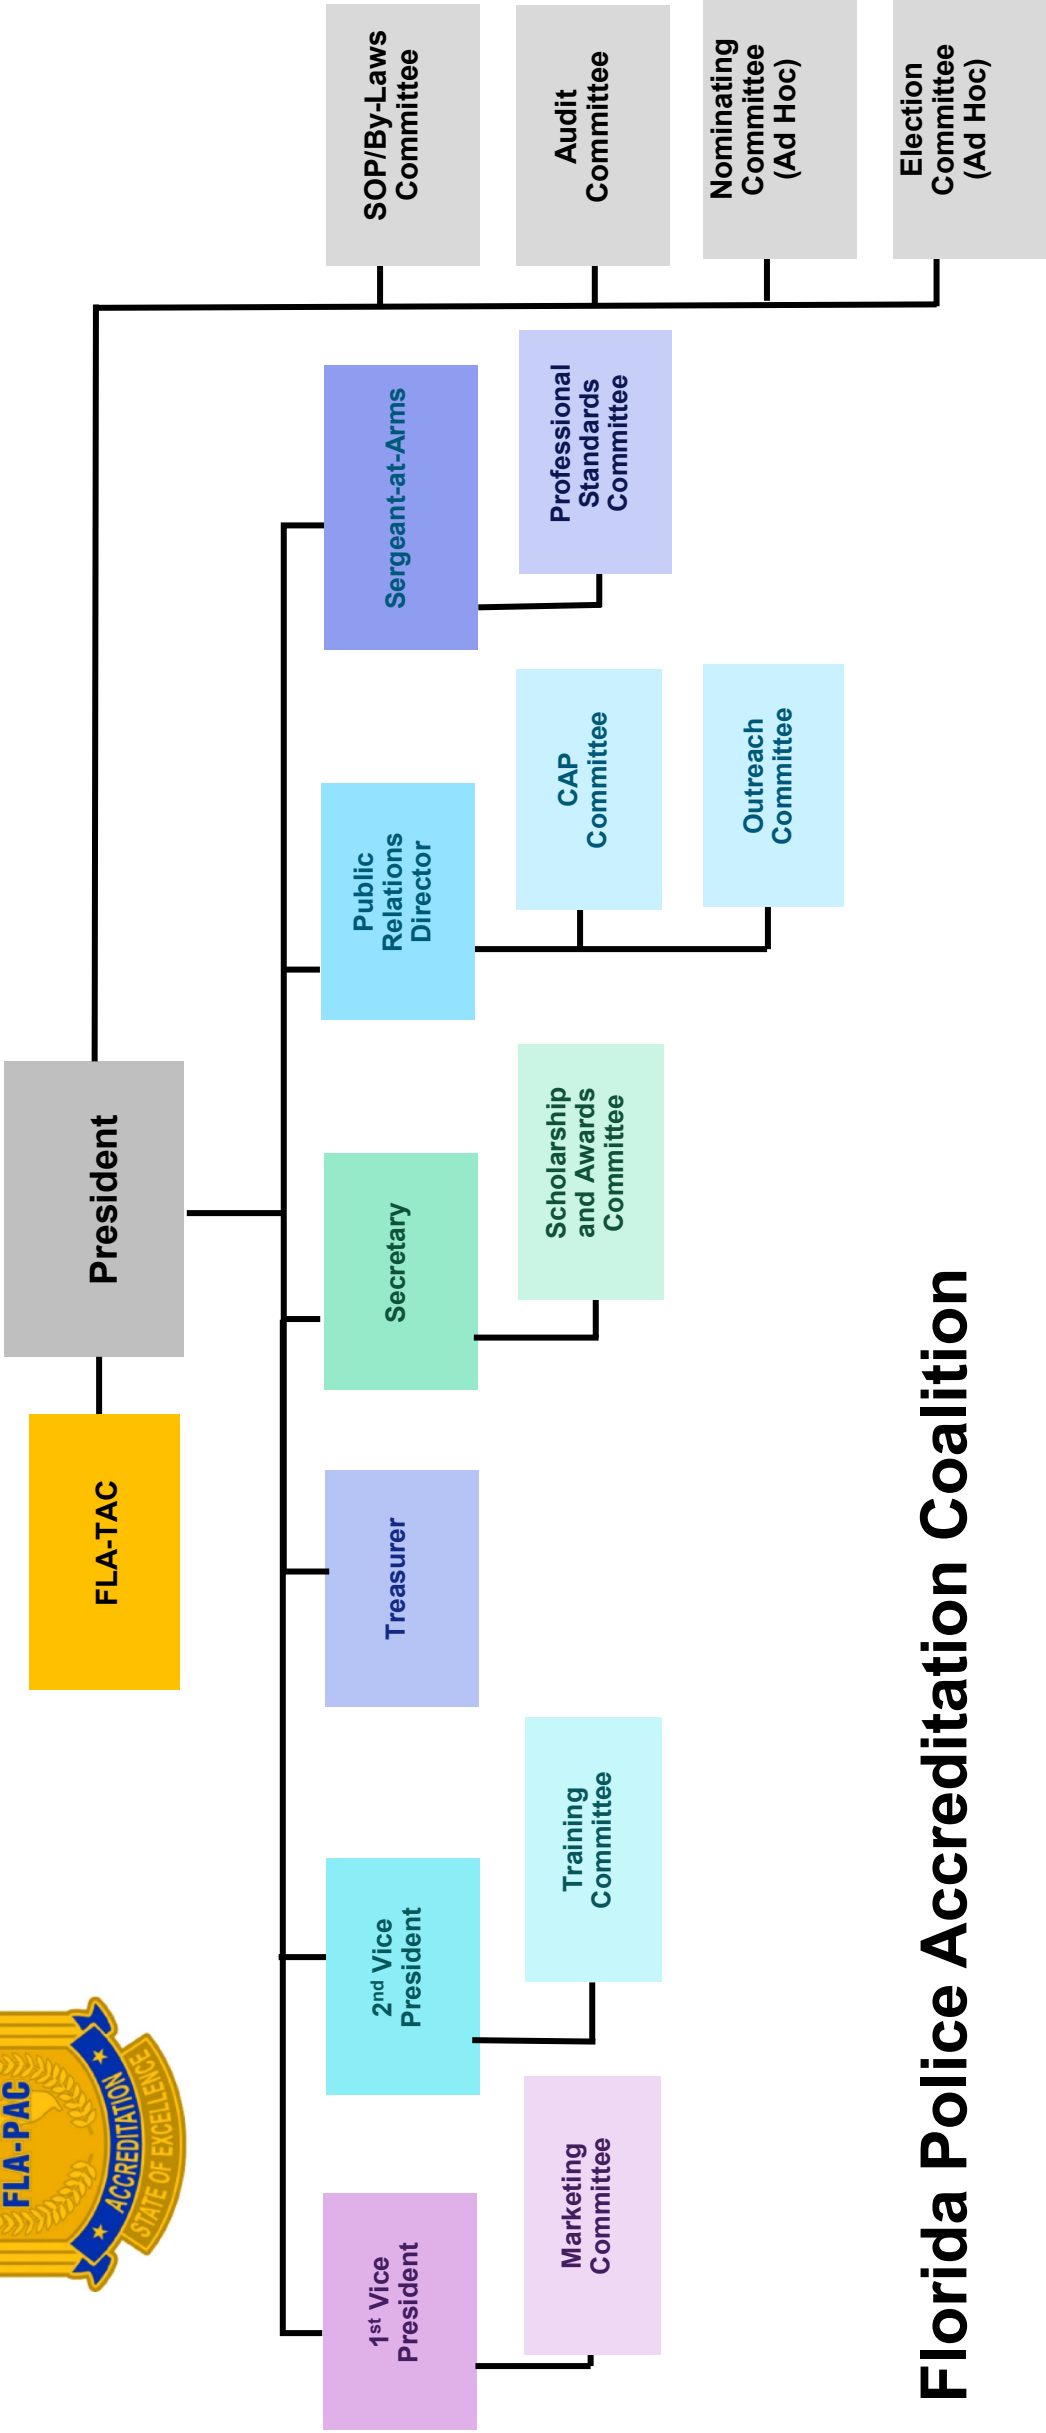 FLA-PAC
ACCREDITATION
STATE OF EXCELLENCE
FLA-TAC
President
1st Vice
President
2nd Vice
President
Treasurer
Secretary
Public
Relations
Director
Sergeant-at-Arms
SOP/By-Laws
Committee
Marketing
Committee
Training
Committee
Scholarship
and Awards
Committee
CAP
Committee
Professional
Standards
Committee
Audit
Committee
Outreach
Committee
Nominating
Committee
(Ad Hoc)
Election
Committee
(Ad Hoc)
Florida Police Accreditation Coalition